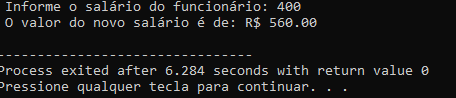 Informe o salário do funcionário: 400
O valor do novo salário é de: R$ 560.00
--------------------------------
Process exited after 6.284 seconds with return value 0
Pressione qualquer tecla para continuar. . .